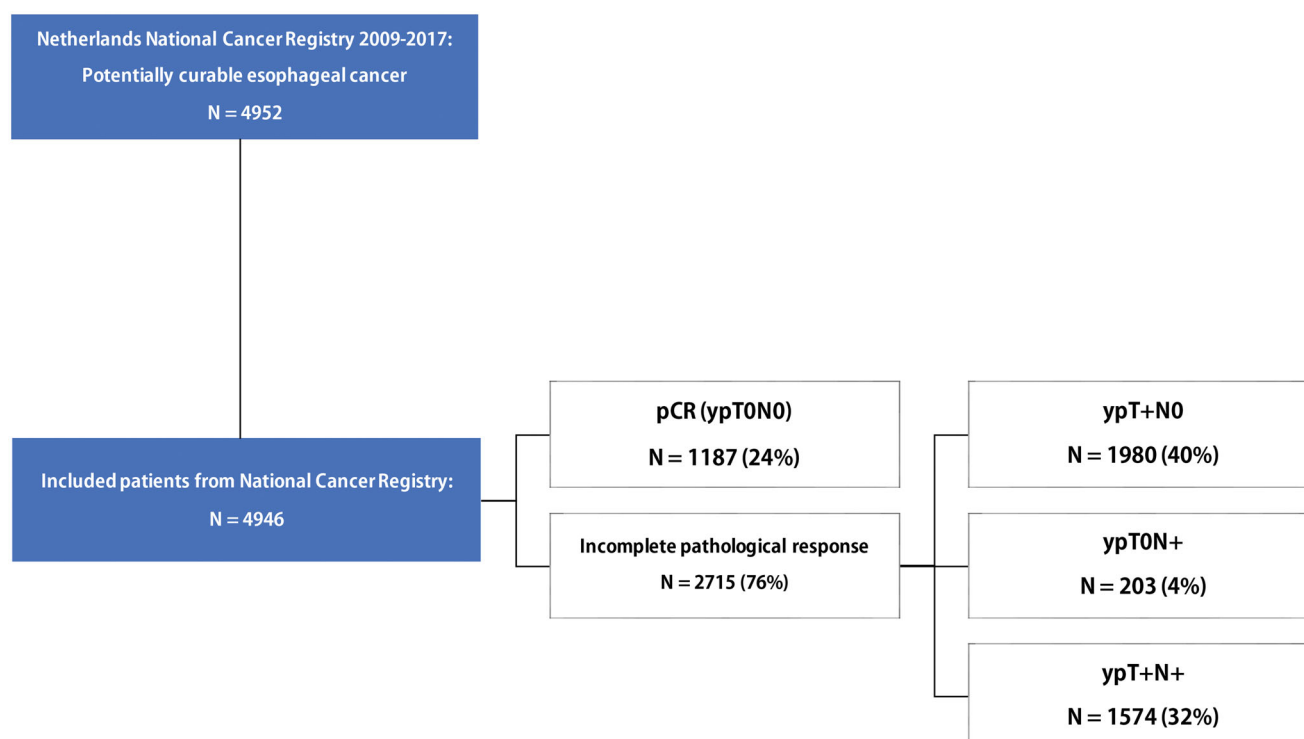 Netherlands National Cancer Registry 2009-2017:
Potentially curable esophageal cancer
N = 4952
Included patients from National Cancer Registry:
N = 4946
pCR (ypT0N0)
N = 1187 (24%)
Incomplete pathological response
N = 2715 (76%)
ypT+N0
N = 1980 (40%)
ypT0N+
N = 203 (4%)
ypT+N+
N = 1574 (32%)